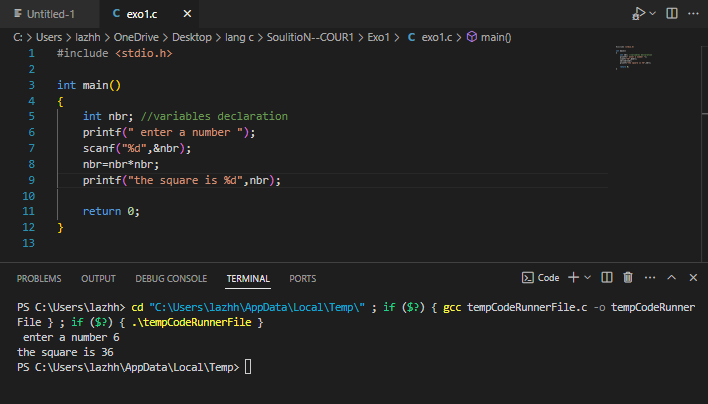 Untitled-1 exo1.c
C: > Users > lazhh > OneDrive > Desktop > lang c > SoulitioN--COUR1 > Exo1 > C exo1.c > main()
1 #include <stdio.h>
2
3 int main()
4 {
5 int nbr; //variables declaration
6 printf(" enter a number ");
7 scanf("%d",&nbr);
8 nbr=nbr*nbr;
9 printf("the square is %d",nbr);
10
11 return 0;
12 }
13
PROBLEMS OUTPUT DEBUG CONSOLE TERMINAL PORTS Code
PS C:\Users\lazhh> cd "C:\Users\lazhh\AppData\Local\Temp\" ; if ($?) { gcc tempCodeRunnerFile.c -o tempCodeRunner
File } ; if ($?) { .\tempCodeRunnerFile }
enter a number 6
the square is 36
PS C:\Users\lazhh\AppData\Local\Temp>